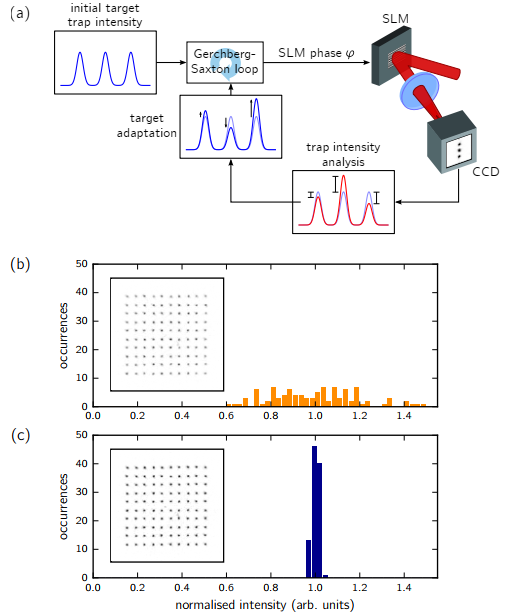 (a)
initial target
trap intensity
Gerchberg-
Saxton loop
SLM phase φ
SLM
target
adaptation
trap intensity
analysis
CCD
(b)
50
40
30
20
10
0
occurrences
0.0 0.2 0.4 0.6 0.8 1.0 1.2 1.4
(c)
50
40
30
20
10
0
occurrences
0.0 0.2 0.4 0.6 0.8 1.0 1.2 1.4
normalised intensity (arb. units)